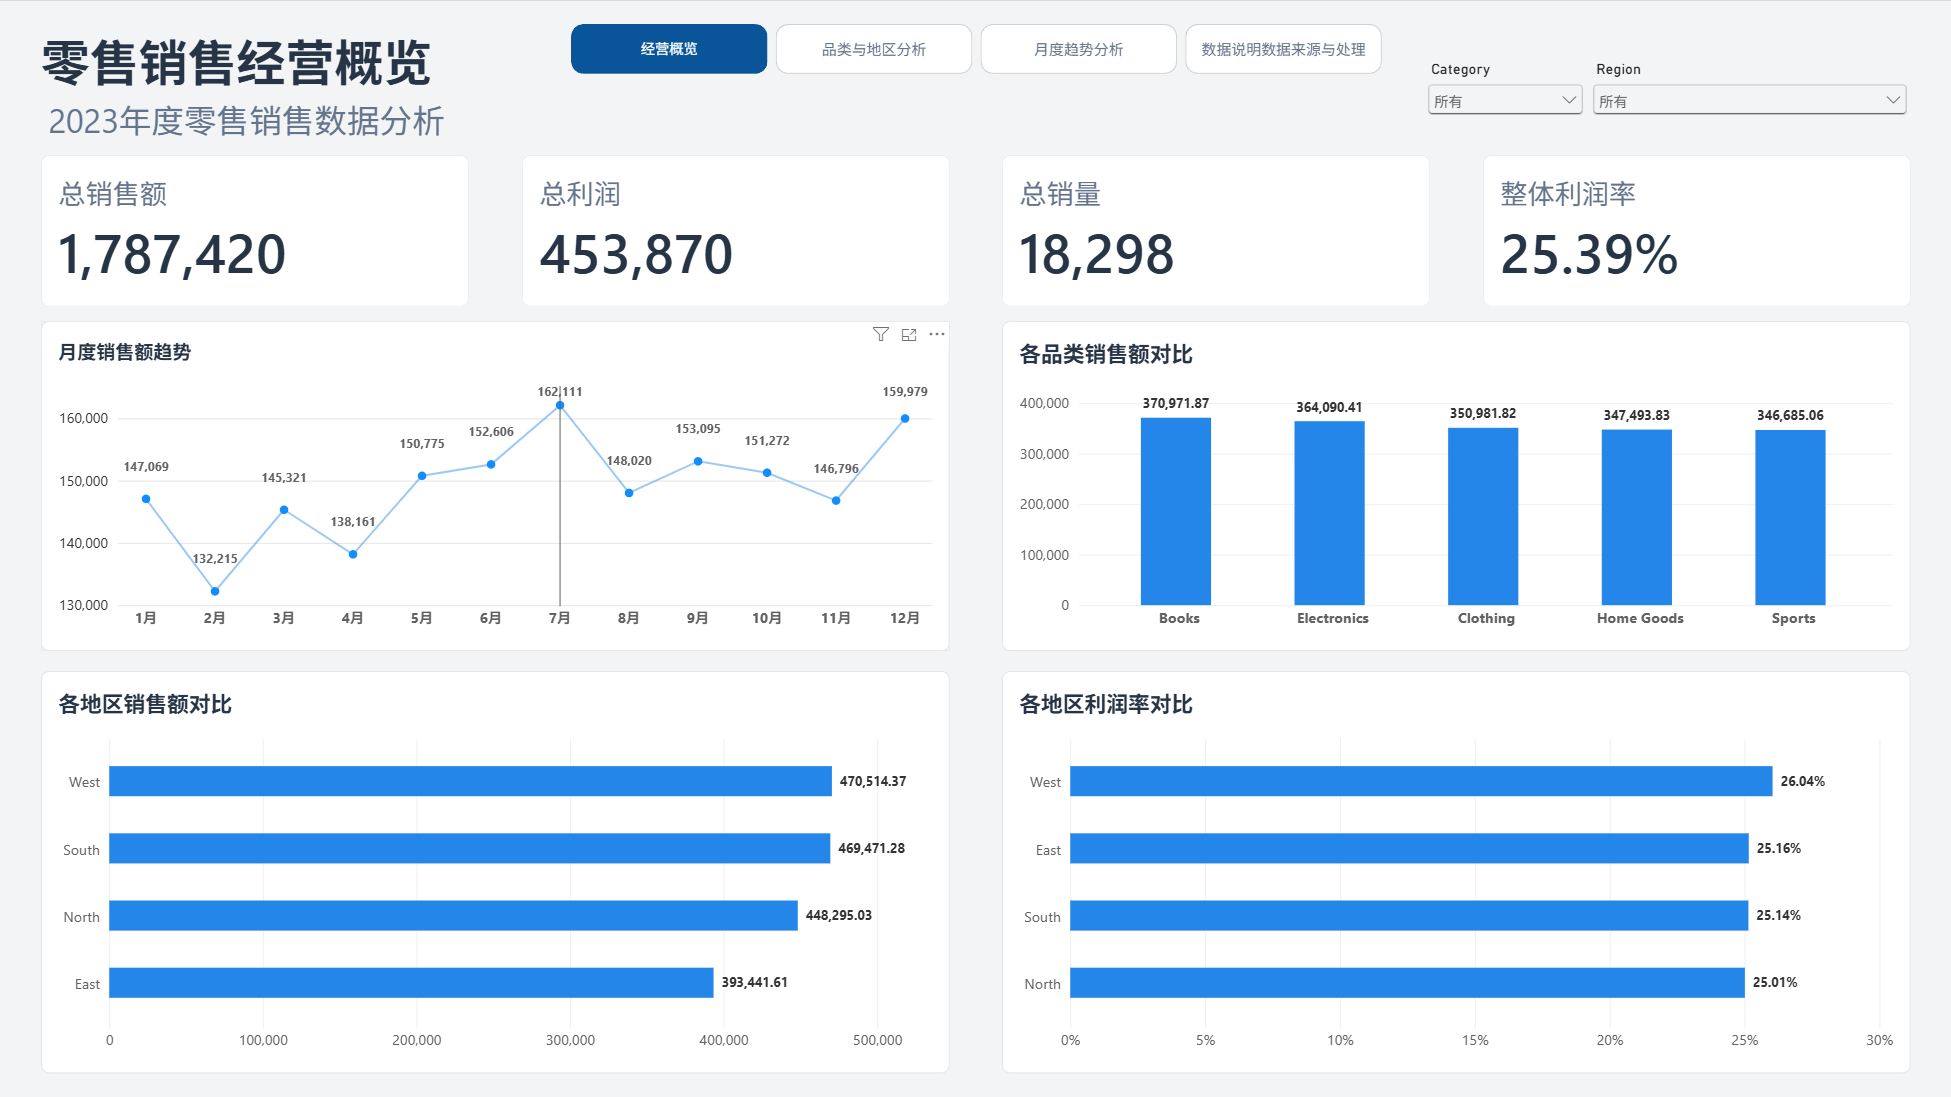 零售销售经营概览
2023年度零售销售数据分析
经营概览
品类与地区分析
月度趋势分析
数据说明数据来源与处理
Category
Region
所有
所有
总销售额
1,787,420
总利润
453,870
总销量
18,298
整体利润率
25.39%
月度销售额趋势
160,000
150,000
140,000
130,000
147,069
132,215
145,321
138,161
150,775
152,606
162,111
148,020
153,095
151,272
146,796
159,979
1月 2月 3月 4月 5月 6月 7月 8月 9月 10月 11月 12月
各品类销售额对比
400,000
300,000
200,000
100,000
0
370,971.87
364,090.41
350,981.82
347,493.83
346,685.06
Books Electronics Clothing Home Goods Sports
各地区销售额对比
West 470,514.37
South 469,471.28
North 448,295.03
East 393,441.61
0 100,000 200,000 300,000 400,000 500,000
各地区利润率对比
West 26.04%
East 25.16%
South 25.14%
North 25.01%
0% 5% 10% 15% 20% 25% 30%